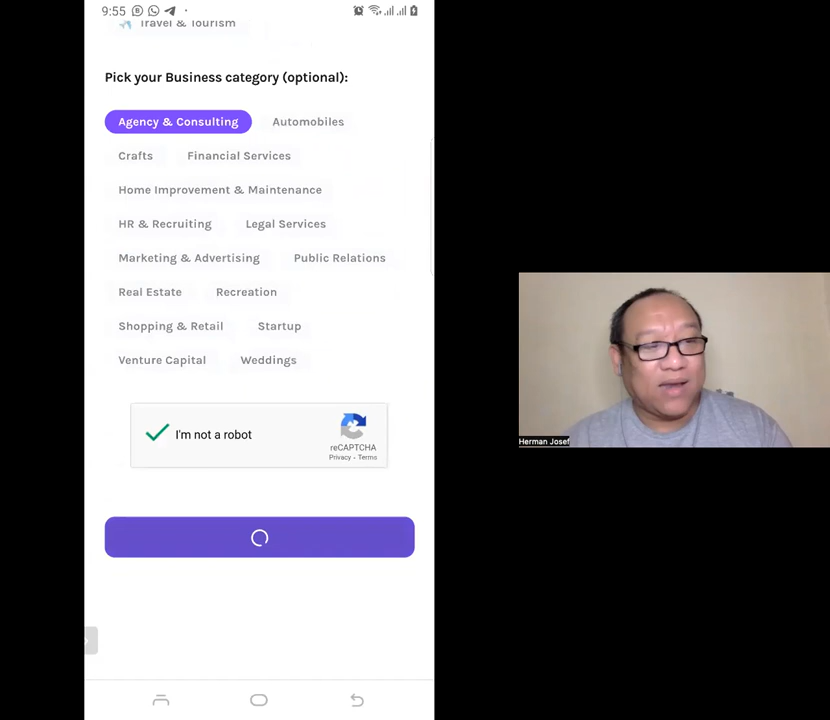 9:55
Travel & Tourism
Pick your Business category (optional):
Agency & Consulting
Automobiles
Crafts
Financial Services
Home Improvement & Maintenance
HR & Recruiting
Legal Services
Marketing & Advertising
Public Relations
Real Estate
Recreation
Shopping & Retail
Startup
Venture Capital
Weddings
I'm not a robot
reCAPTCHA
Privacy - Terms
Herman Josef